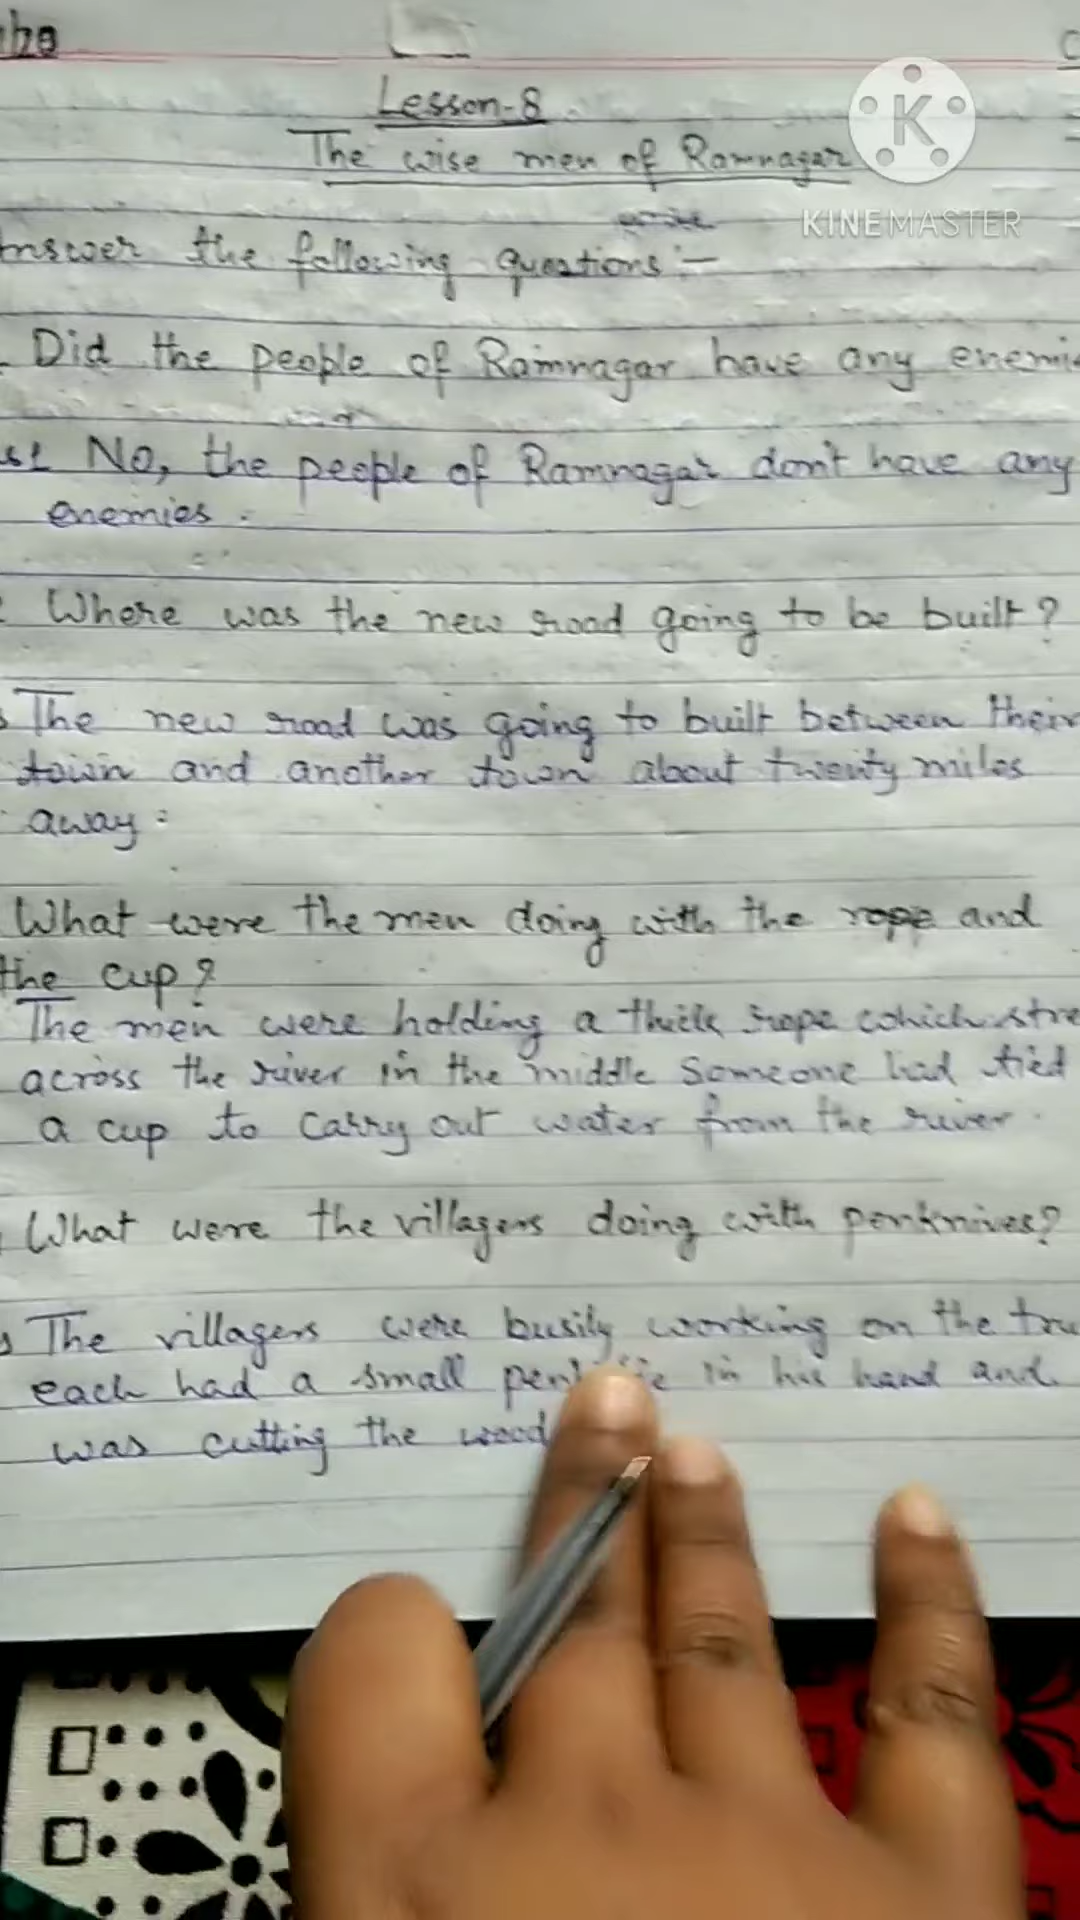 Lesson-8
The wise men of Ramnagar
KINEMASTER
write
Answer the following questions :-
Did the people of Ramnagar have any enemie
No, the people of Ramnagar don't have any
enemies.
Where was the new road going to be built?
The new road was going to built between their
town and another town about twenty miles
away.
What were the men doing with the rope and
the cup?
The men were holding a thick rope which stre
across the river in the middle someone had tied
a cup to carry out water from the river.
What were the villagers doing with penknives?
The villagers were busily working on the tru
each had a small in his hand and
was cutting the wood